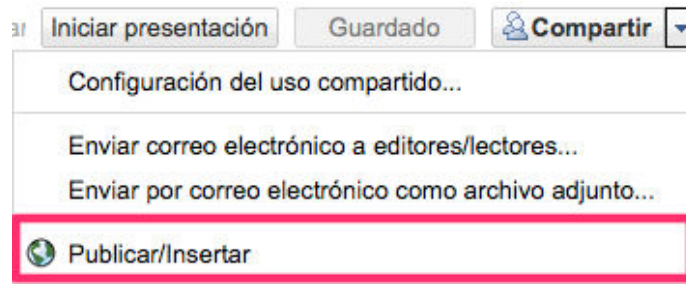 Iniciar presentación Guardado Compartir
Configuración del uso compartido...
Enviar correo electrónico a editores/lectores...
Enviar por correo electrónico como archivo adjunto...
Publicar/Insertar